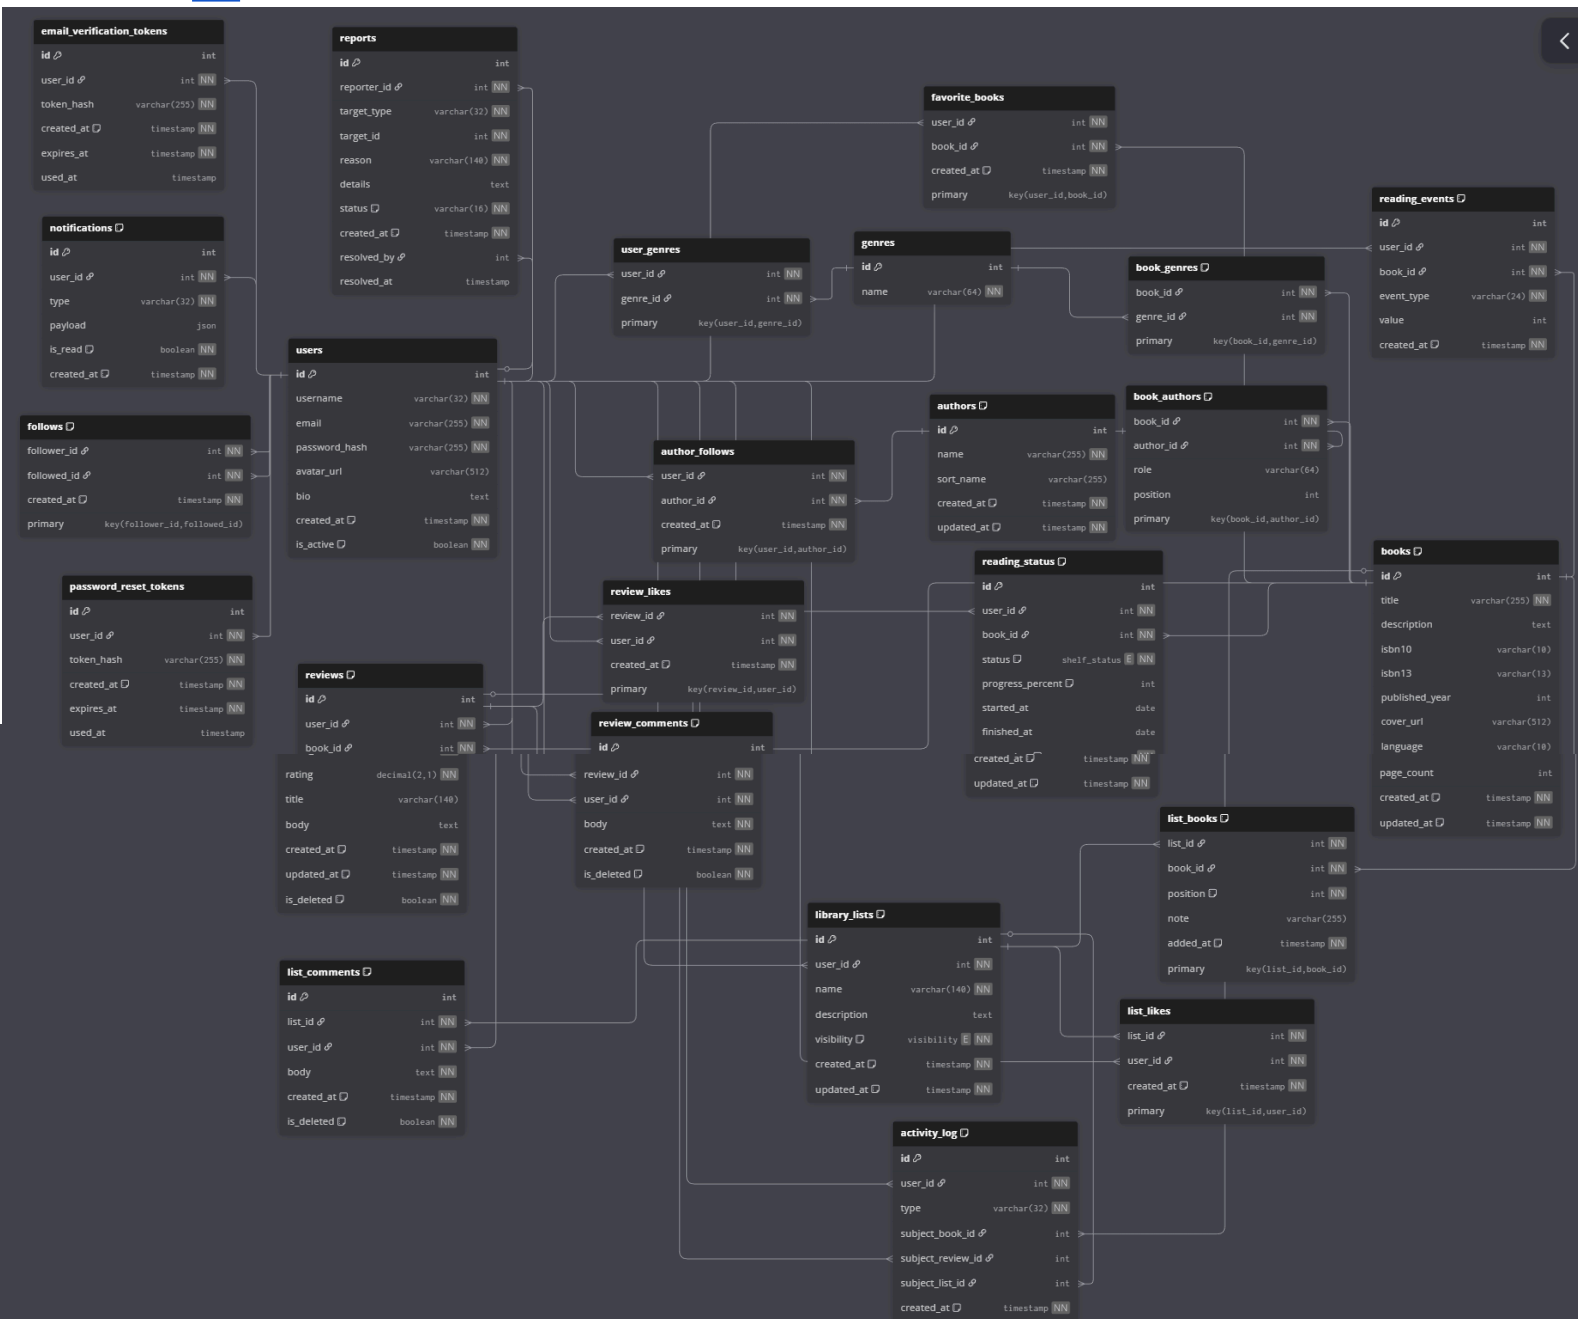 email_verification_tokens
id int
user_id int NN
token_hash varchar(255) NN
created_at timestamp NN
expires_at timestamp NN
used_at timestamp
reports
id int
reporter_id int NN
target_type varchar(32) NN
target_id int NN
reason varchar(140) NN
details text
status varchar(16) NN
created_at timestamp NN
resolved_by int
resolved_at timestamp
favorite_books
user_id int NN
book_id int NN
created_at timestamp NN
primary key(user_id,book_id)
reading_events
id int
user_id int NN
book_id int NN
event_type varchar(24) NN
value int
created_at timestamp NN
notifications
id int
user_id int NN
type varchar(32) NN
payload json
is_read boolean NN
created_at timestamp NN
user_genres
user_id int NN
genre_id int NN
primary key(user_id,genre_id)
genres
id int
name varchar(64) NN
book_genres
book_id int NN
genre_id int NN
primary key(book_id,genre_id)
users
id int
username varchar(32) NN
email varchar(255) NN
password_hash varchar(255) NN
avatar_url varchar(512)
bio text
created_at timestamp NN
is_active boolean NN
follows
follower_id int NN
followed_id int NN
created_at timestamp NN
primary key(follower_id,followed_id)
author_follows
user_id int NN
author_id int NN
created_at timestamp NN
primary key(user_id,author_id)
authors
id int
name varchar(255) NN
sort_name varchar(255)
created_at timestamp NN
updated_at timestamp NN
book_authors
book_id int NN
author_id int NN
role varchar(64)
position int
primary key(book_id,author_id)
password_reset_tokens
id int
user_id int NN
token_hash varchar(255) NN
created_at timestamp NN
expires_at timestamp NN
used_at timestamp
review_likes
review_id int NN
user_id int NN
created_at timestamp NN
primary key(review_id,user_id)
reading_status
id int
user_id int NN
book_id int NN
status shelf_status E NN
progress_percent int
started_at date
finished_at date
created_at timestamp NN
updated_at timestamp NN
books
id int
title varchar(255) NN
description text
isbn10 varchar(10)
isbn13 varchar(13)
published_year int
cover_url varchar(512)
language varchar(10)
page_count int
created_at timestamp NN
updated_at timestamp NN
reviews
id int
user_id int NN
book_id int NN
rating decimal(2,1) NN
title varchar(140)
body text
created_at timestamp NN
updated_at timestamp NN
is_deleted boolean NN
review_comments
id int
review_id int NN
user_id int NN
body text NN
created_at timestamp NN
is_deleted boolean NN
list_books
list_id int NN
book_id int NN
position int NN
note varchar(255)
added_at timestamp NN
primary key(list_id,book_id)
library_lists
id int
user_id int NN
name varchar(140) NN
description text
visibility visibility E NN
created_at timestamp NN
updated_at timestamp NN
list_comments
id int
list_id int NN
user_id int NN
body text NN
created_at timestamp NN
is_deleted boolean NN
list_likes
list_id int NN
user_id int NN
created_at timestamp NN
primary key(list_id,user_id)
activity_log
id int
user_id int NN
type varchar(32) NN
subject_book_id int
subject_review_id int
subject_list_id int
created_at timestamp NN